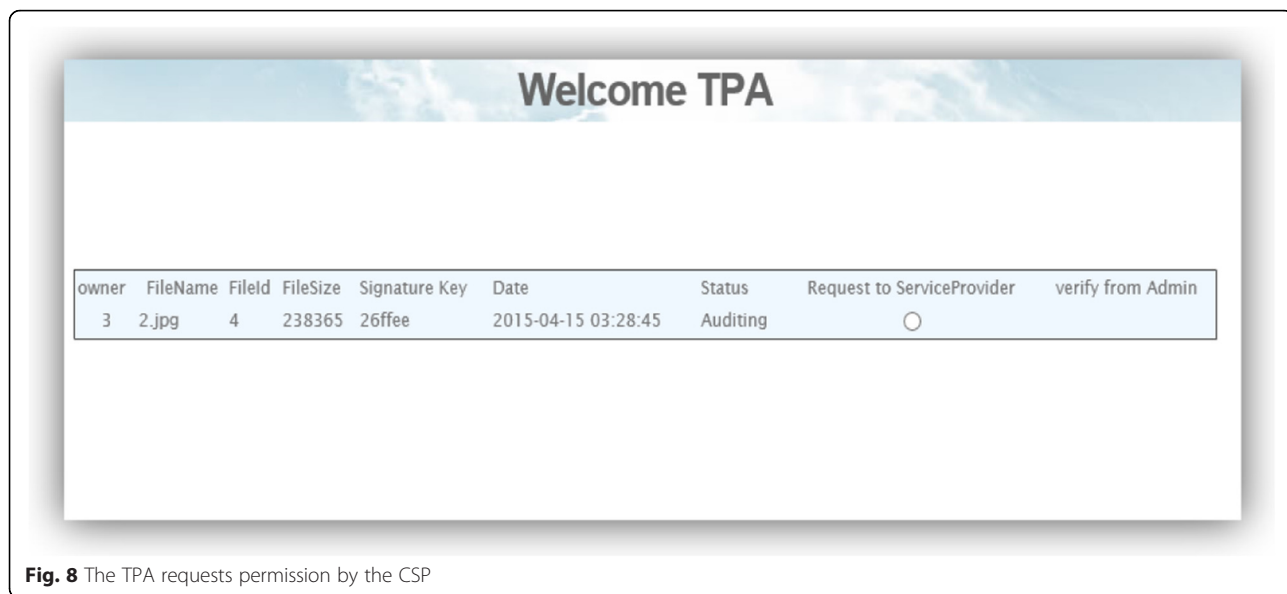 Welcome TPA
owner FileName FileId FileSize Signature Key Date Status Request to ServiceProvider verify from Admin
3 2.jpg 4 238365 26ffee 2015-04-15 03:28:45 Auditing
Fig. 8 The TPA requests permission by the CSP